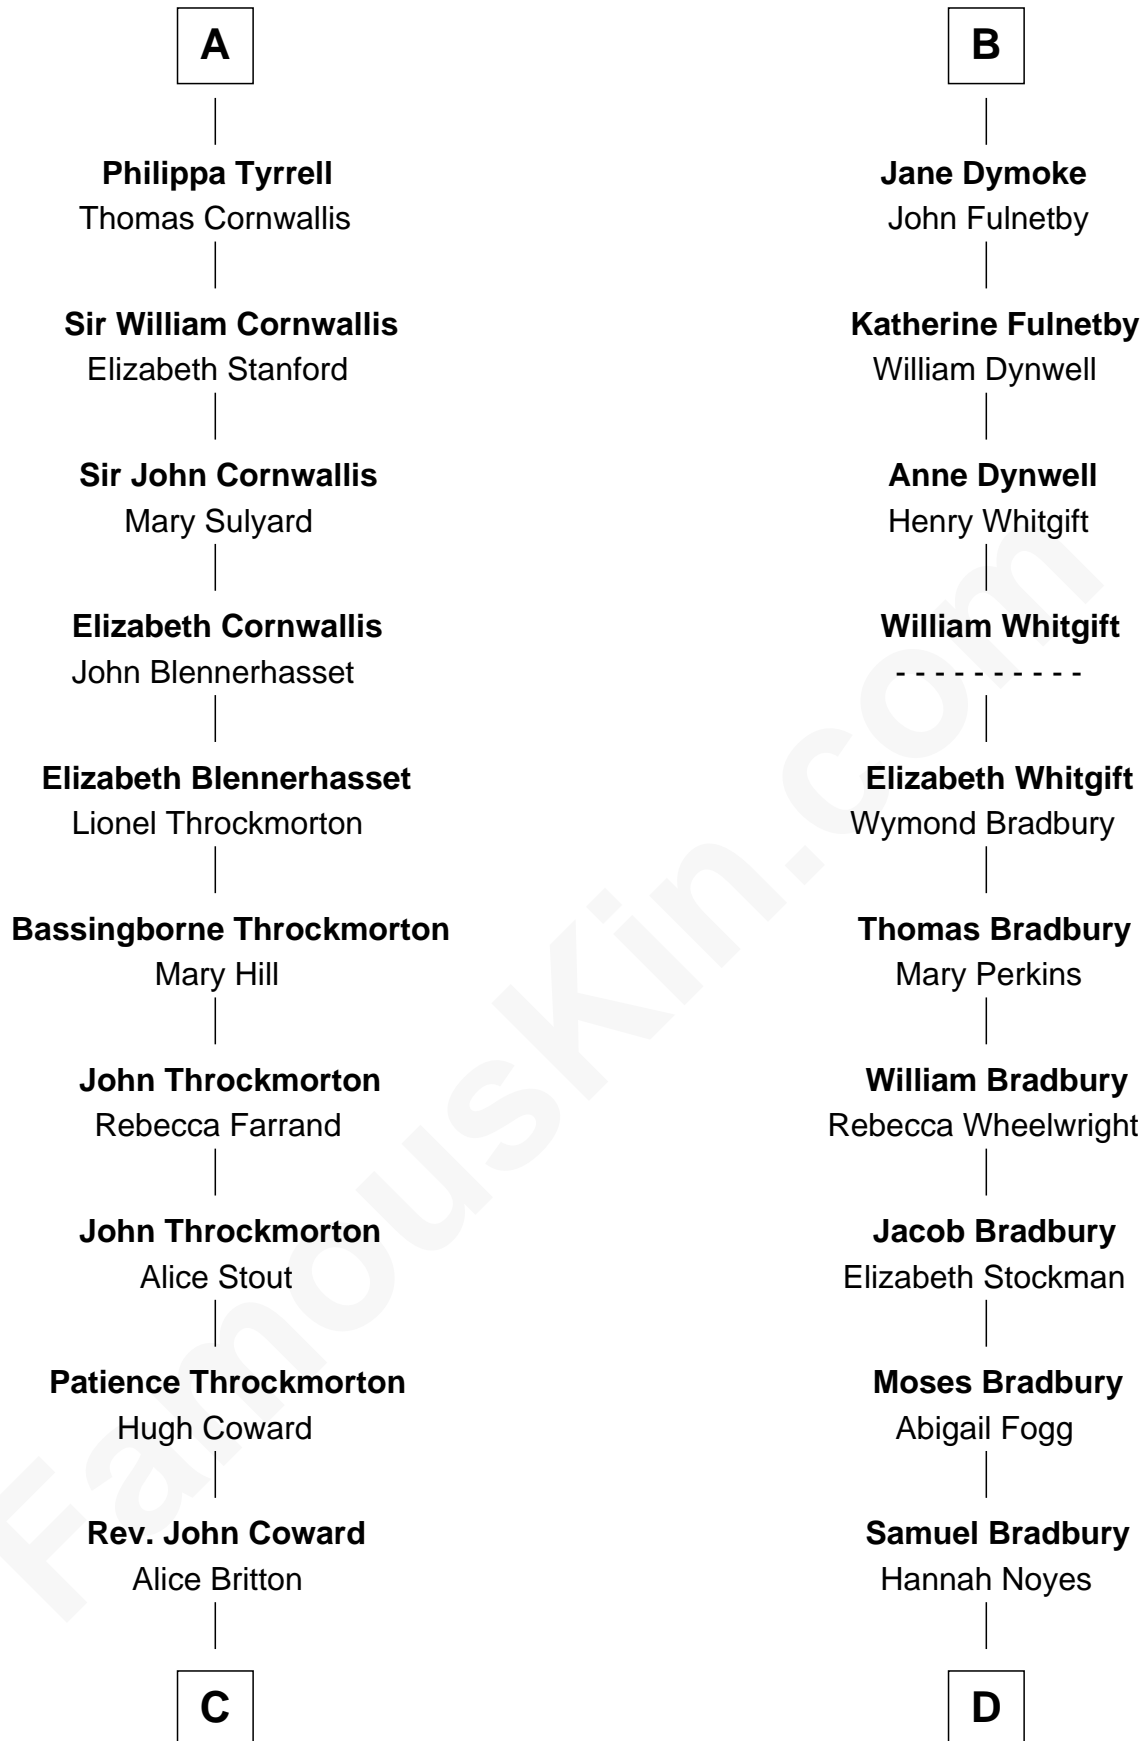 A
Philippa Tyrrell
Thomas Cornwallis
Sir William Cornwallis
Elizabeth Stanford
Sir John Cornwallis
Mary Sulyard
Elizabeth Cornwallis
John Blennerhasset
Elizabeth Blennerhasset
Lionel Throckmorton
Bassingborne Throckmorton
Mary Hill
John Throckmorton
Rebecca Farrand
John Throckmorton
Alice Stout
Patience Throckmorton
Hugh Coward
Rev. John Coward
Alice Britton
C
B
Jane Dymoke
John Fulnetby
Katherine Fulnetby
William Dynwell
Anne Dynwell
Henry Whitgift
William Whitgift
- - - - - - - - - -
Elizabeth Whitgift
Wymond Bradbury
Thomas Bradbury
Mary Perkins
William Bradbury
Rebecca Wheelwright
Jacob Bradbury
Elizabeth Stockman
Moses Bradbury
Abigail Fogg
Samuel Bradbury
Hannah Noyes
D
FamousKin.com